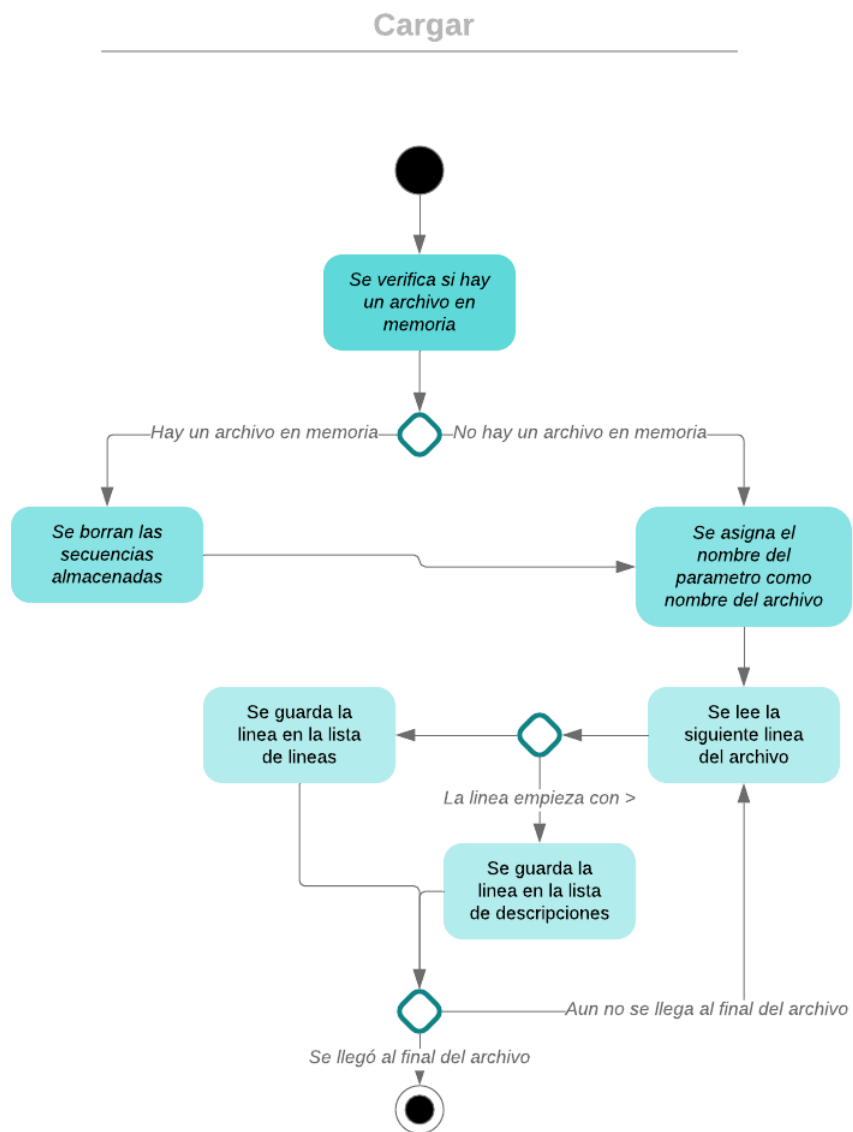 Cargar
Se verifica si hay
un archivo en
memoria
Hay un archivo en memoria
No hay un archivo en memoria
Se borran las
secuencias
almacenadas
Se asigna el
nombre del
parametro como
nombre del archivo
Se guarda la
linea en la lista
de lineas
Se lee la
siguiente linea
del archivo
La linea empieza con >
Se guarda la
linea en la lista
de descripciones
Aun no se llega al final del archivo
Se llegó al final del archivo